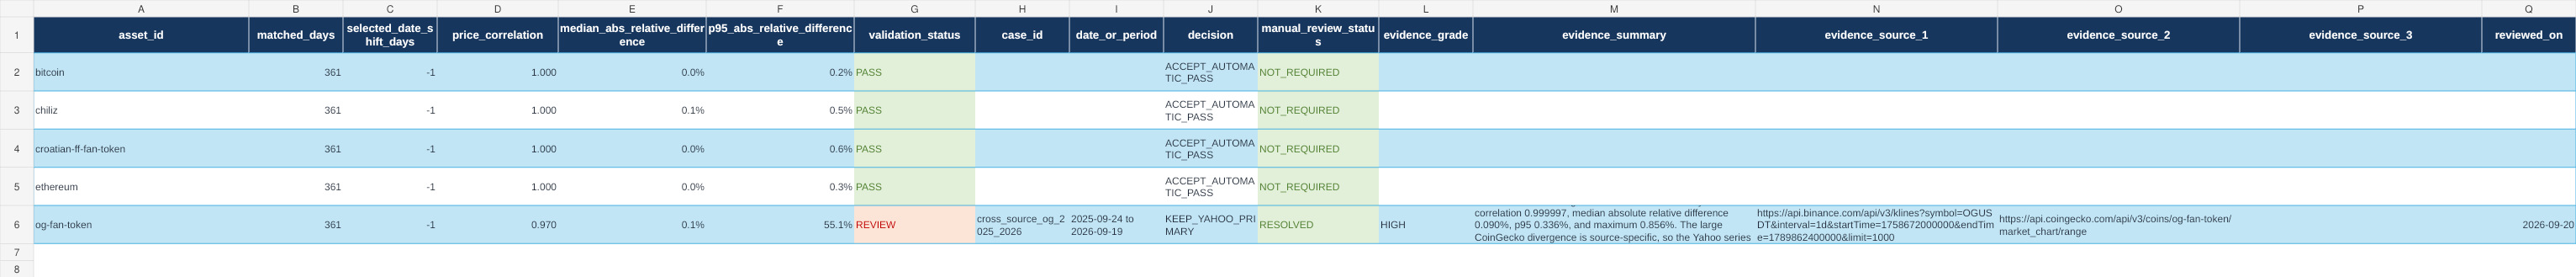 A B C D E F G H I J K L M N O P Q
1 asset_id matched_days selected_date_s price_correlation median_abs_relative_differ p95_abs_relative_differenc validation_status case_id date_or_period decision manual_review_statu evidence_grade evidence_summary evidence_source_1 evidence_source_2 evidence_source_3 reviewed_on
hift_days ence e s
2 bitcoin 361 -1 1.000 0.0% 0.2% PASS ACCEPT_AUTOMA NOT_REQUIRED
TIC_PASS
3 chiliz 361 -1 1.000 0.1% 0.5% PASS ACCEPT_AUTOMA NOT_REQUIRED
TIC_PASS
4 croatian-ff-fan-token 361 -1 1.000 0.0% 0.6% PASS ACCEPT_AUTOMA NOT_REQUIRED
TIC_PASS
5 ethereum 361 -1 1.000 0.0% 0.3% PASS ACCEPT_AUTOMA NOT_REQUIRED
TIC_PASS
6 og-fan-token 361 -1 0.970 0.1% 55.1% REVIEW cross_source_og_2 2025-09-24 to KEEP_YAHOO_PRI RESOLVED HIGH
025_2026 2026-09-19 MARY
correlation 0.999997, median absolute relative difference
0.090%, p95 0.336%, and maximum 0.856%. The large
CoinGecko divergence is source-specific, so the Yahoo series
https://api.binance.com/api/v3/klines?symbol=OGUS
DT&interval=1d&startTime=1758672000000&endTim
e=1789862400000&limit=1000
https://api.coingecko.com/api/v3/coins/og-fan-token/
market_chart/range
2026-09-20
7
8